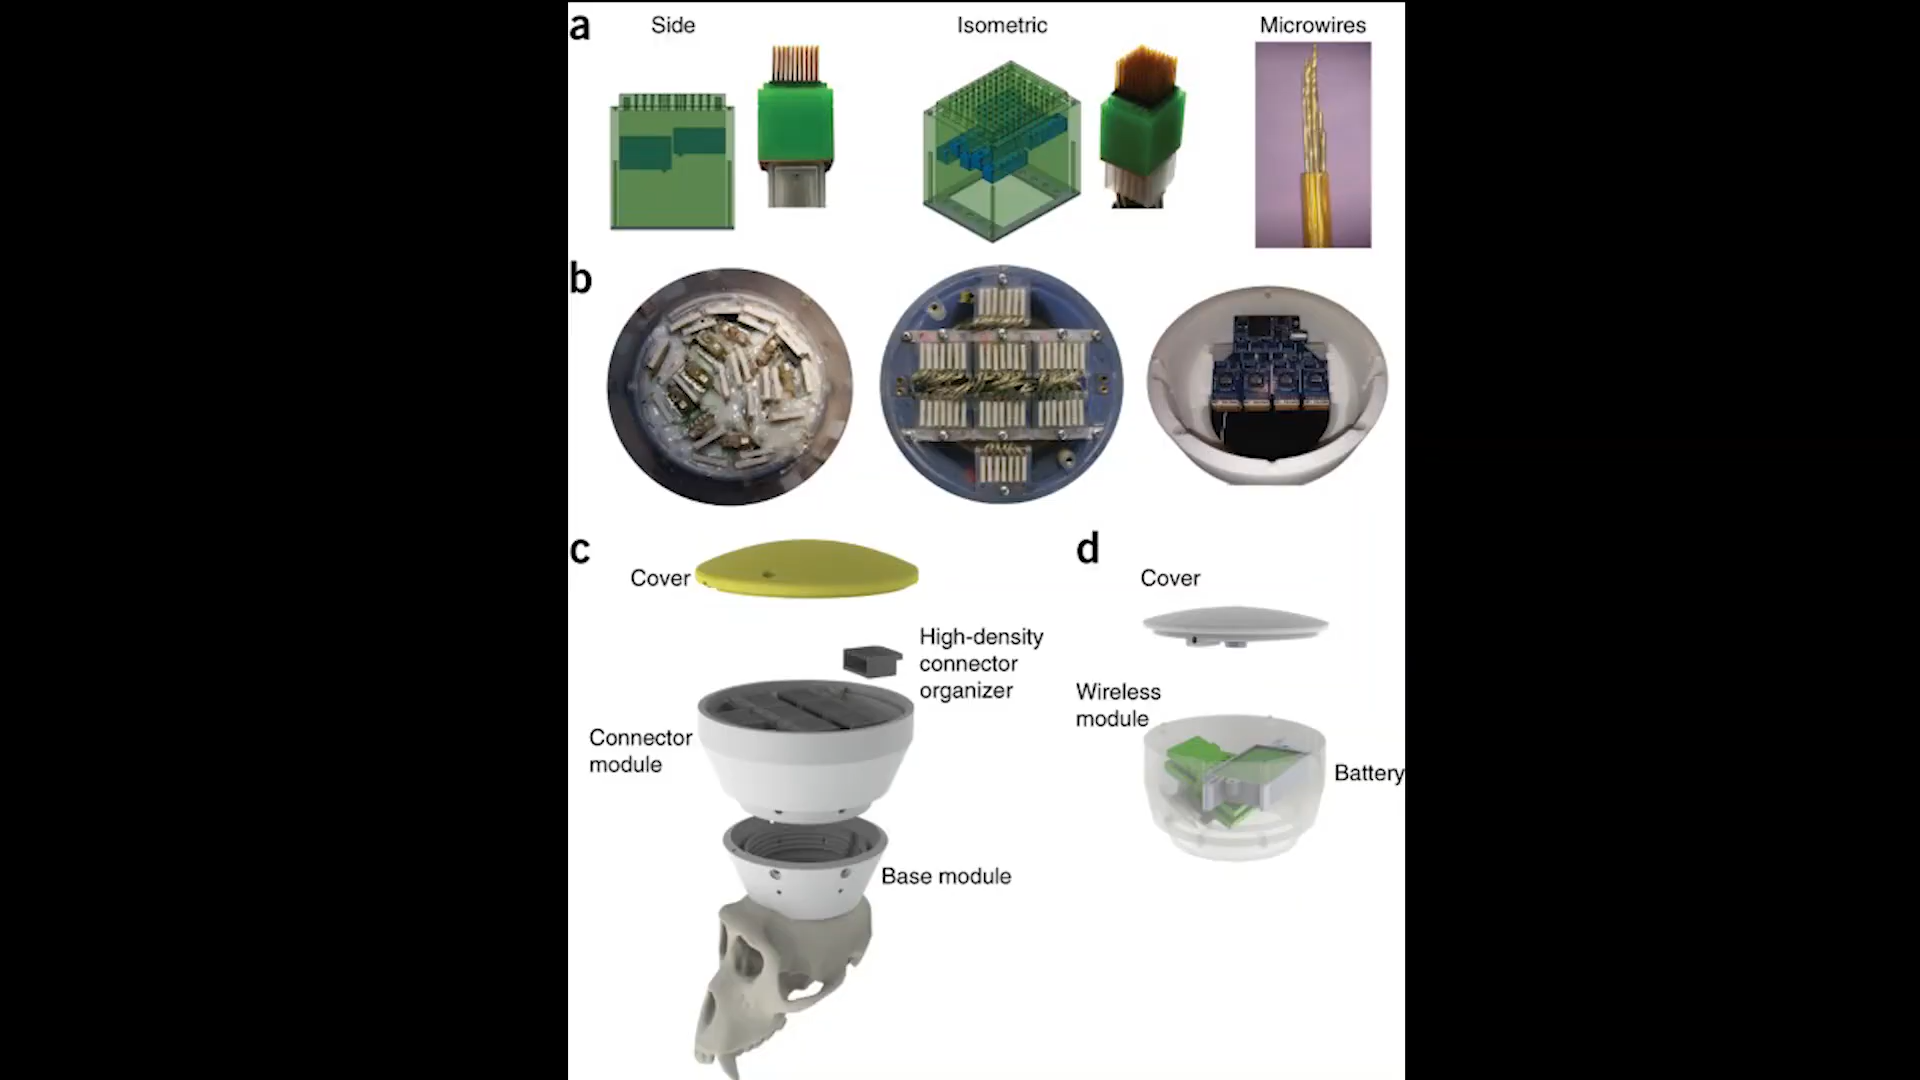 a
Side
Isometric
Microwires
b
c
Cover
High-density
connector
organizer
Connector
module
Base module
d
Cover
Wireless
module
Battery